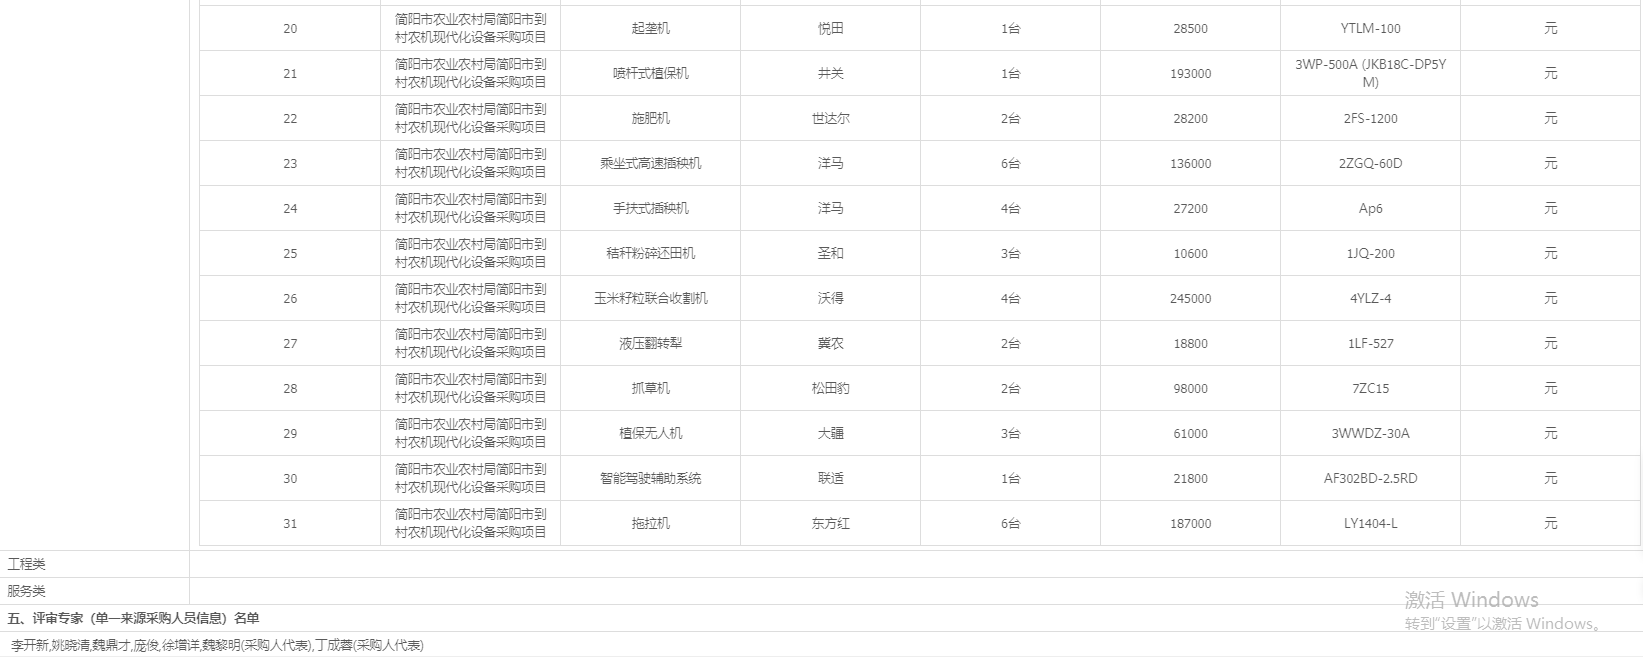 20 简阳市农业农村局简阳市到 起垄机 悦田 1台 28500 YTLM-100 元
村农机现代化设备采购项目
21 简阳市农业农村局简阳市到 喷杆式植保机 井关 1台 193000 3WP-500A (JKB18C-DP5Y 元
村农机现代化设备采购项目 M)
22 简阳市农业农村局简阳市到 施肥机 世达尔 2台 28200 2FS-1200 元
村农机现代化设备采购项目
23 简阳市农业农村局简阳市到 乘坐式高速插秧机 洋马 6台 136000 2ZGQ-60D 元
村农机现代化设备采购项目
24 简阳市农业农村局简阳市到 手扶式插秧机 洋马 4台 27200 Ap6 元
村农机现代化设备采购项目
25 简阳市农业农村局简阳市到 秸秆粉碎还田机 圣和 3台 10600 1JQ-200 元
村农机现代化设备采购项目
26 简阳市农业农村局简阳市到 玉米籽粒联合收割机 沃得 4台 245000 4YLZ-4 元
村农机现代化设备采购项目
27 简阳市农业农村局简阳市到 液压翻转犁 冀农 2台 18800 1LF-527 元
村农机现代化设备采购项目
28 简阳市农业农村局简阳市到 抓草机 松田豹 2台 98000 7ZC15 元
村农机现代化设备采购项目
29 简阳市农业农村局简阳市到 植保无人机 大疆 3台 61000 3WWDZ-30A 元
村农机现代化设备采购项目
30 简阳市农业农村局简阳市到 智能驾驶辅助系统 联适 1台 21800 AF302BD-2.5RD 元
村农机现代化设备采购项目
31 简阳市农业农村局简阳市到 拖拉机 东方红 6台 187000 LY1404-L 元
村农机现代化设备采购项目
工程类
服务类
五、评审专家（单一来源采购人员信息）名单
李开新,姚晓清,魏鼎才,庞俊,徐增详,魏黎明(采购人代表),丁成蓉(采购人代表)
激活 Windows
转到"设置"以激活 Windows。